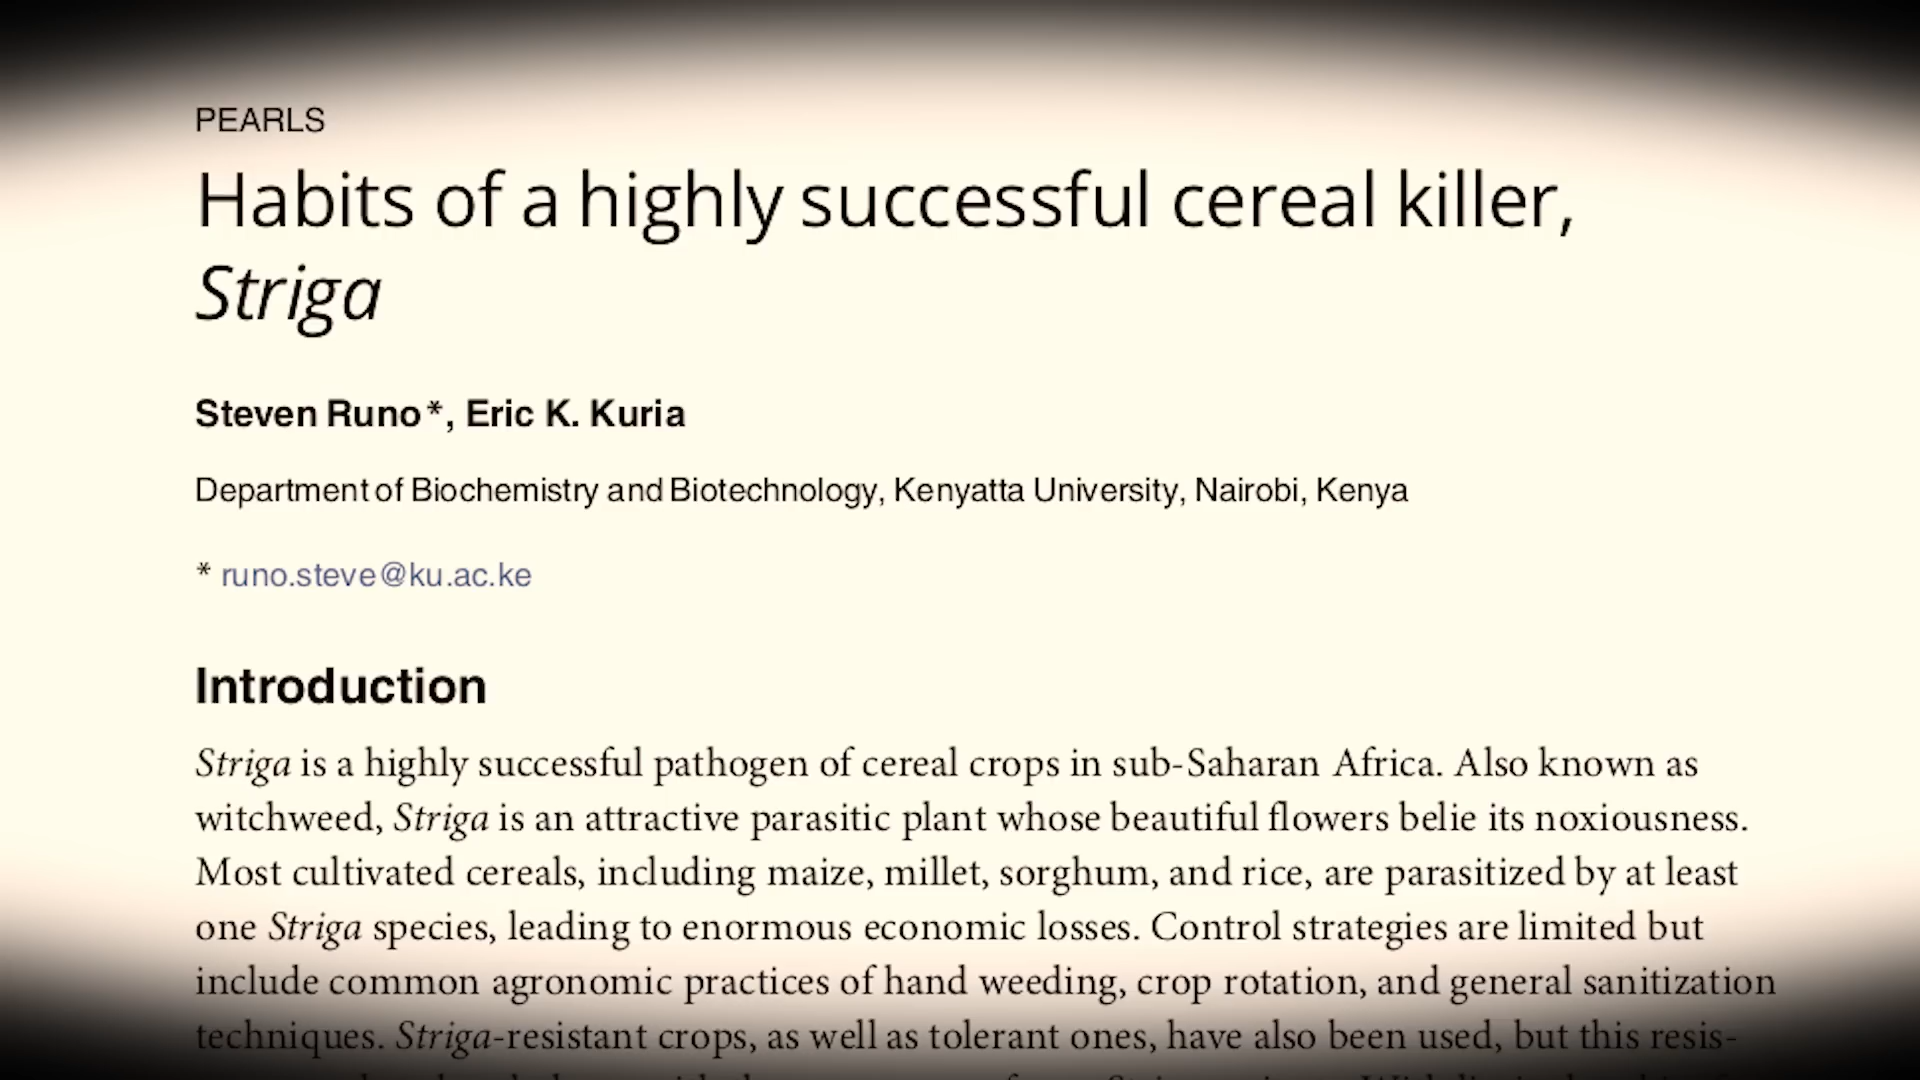 PEARLS
Habits of a highly successful cereal killer,
Striga
Steven Runo*, Eric K. Kuria
Department of Biochemistry and Biotechnology, Kenyatta University, Nairobi, Kenya
* runo.steve@ku.ac.ke
Introduction
Striga is a highly successful pathogen of cereal crops in sub-Saharan Africa. Also known as
witchweed, Striga is an attractive parasitic plant whose beautiful flowers belie its noxiousness.
Most cultivated cereals, including maize, millet, sorghum, and rice, are parasitized by at least
one Striga species, leading to enormous economic losses. Control strategies are limited but
include common agronomic practices of hand weeding, crop rotation, and general sanitization
techniques. Striga-resistant crops, as well as tolerant ones, have also been used, but this resis-